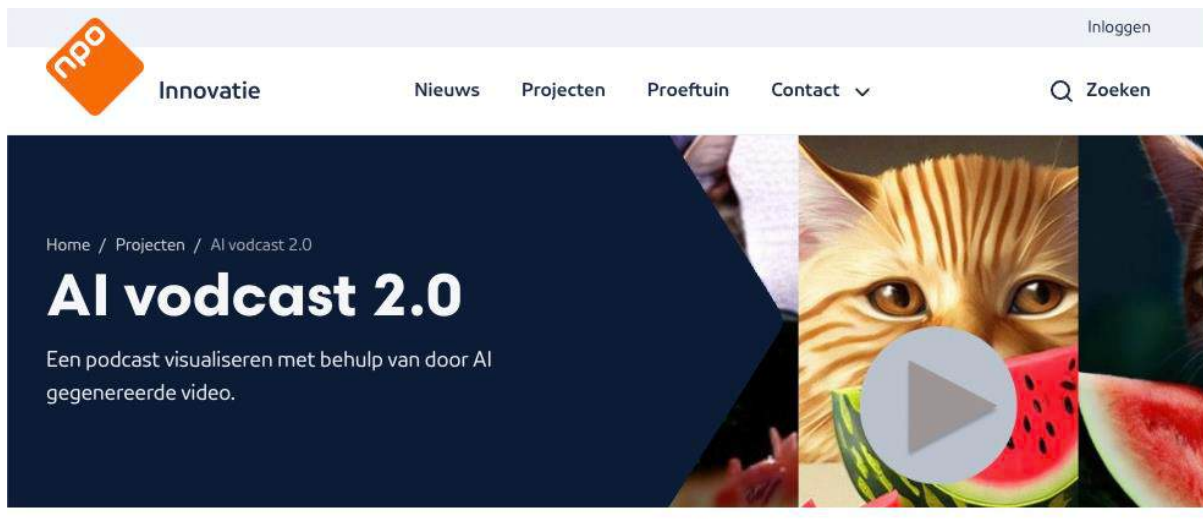 Inloggen
npo
Innovatie
Nieuws
Projecten
Proeftuin
Contact
Zoeken
Home / Projecten / AI vodcast 2.0
AI vodcast 2.0
Een podcast visualiseren met behulp van door AI
gegenereerde video.